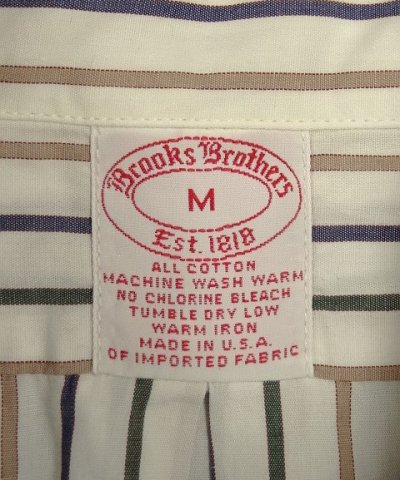 Brooks Brothers
M
Est. 1818
ALL COTTON
MACHINE WASH WARM
NO CHLORINE BLEACH
TUMBLE DRY LOW
WARM IRON
MADE IN U.S.A.
OF IMPORTED FABRIC